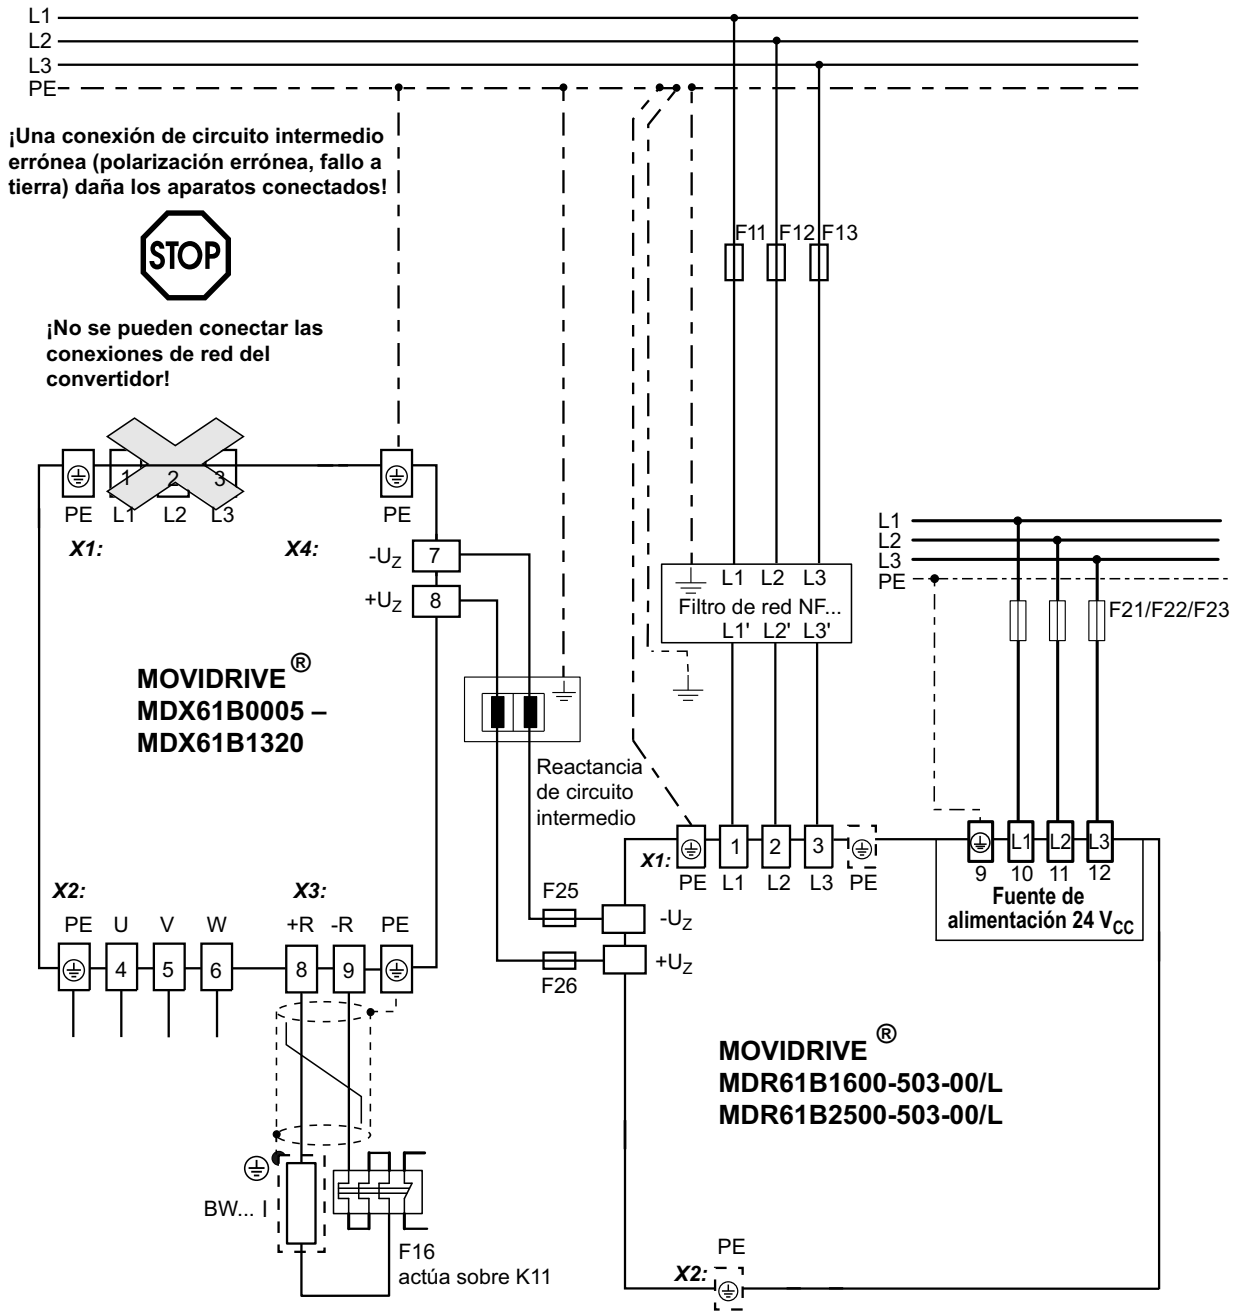 L1
L2
L3
PE
¡Una conexión de circuito intermedio
errónea (polarización errónea, fallo a
tierra) daña los aparatos conectados!
STOP
¡No se pueden conectar las
conexiones de red del
convertidor!
F11 F12 F13
1 2 3
PE L1 L2 L3 PE
X1: X4:
-UZ 7
+UZ 8
MOVIDRIVE ®
MDX61B0005 –
MDX61B1320
L1 L2 L3
Filtro de red NF...
L1' L2' L3'
L1
L2
L3
PE
F21/F22/F23
Reactancia
de circuito
intermedio
X1: 1 2 3
PE L1 L2 L3 PE
L1 L2 L3
9 10 11 12
Fuente de
alimentación 24 VCC
X2: X3:
PE U V W +R -R PE
4 5 6 8 9
F25
-UZ
+UZ
F26
MOVIDRIVE ®
MDR61B1600-503-00/L
MDR61B2500-503-00/L
BW...
F16
actúa sobre K11
PE
X2: